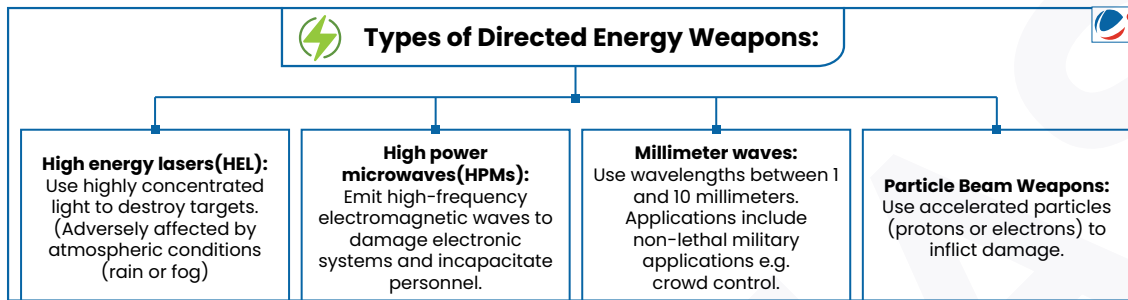 Types of Directed Energy Weapons:
High energy lasers(HEL):
Use highly concentrated
light to destroy targets.
(Adversely affected by
atmospheric conditions
(rain or fog)
High power
microwaves(HPMs):
Emit high-frequency
electromagnetic waves to
damage electronic
systems and incapacitate
personnel.
Millimeter waves:
Use wavelengths between 1
and 10 millimeters.
Applications include
non-lethal military
applications e.g.
crowd control.
Particle Beam Weapons:
Use accelerated particles
(protons or electrons) to
inflict damage.